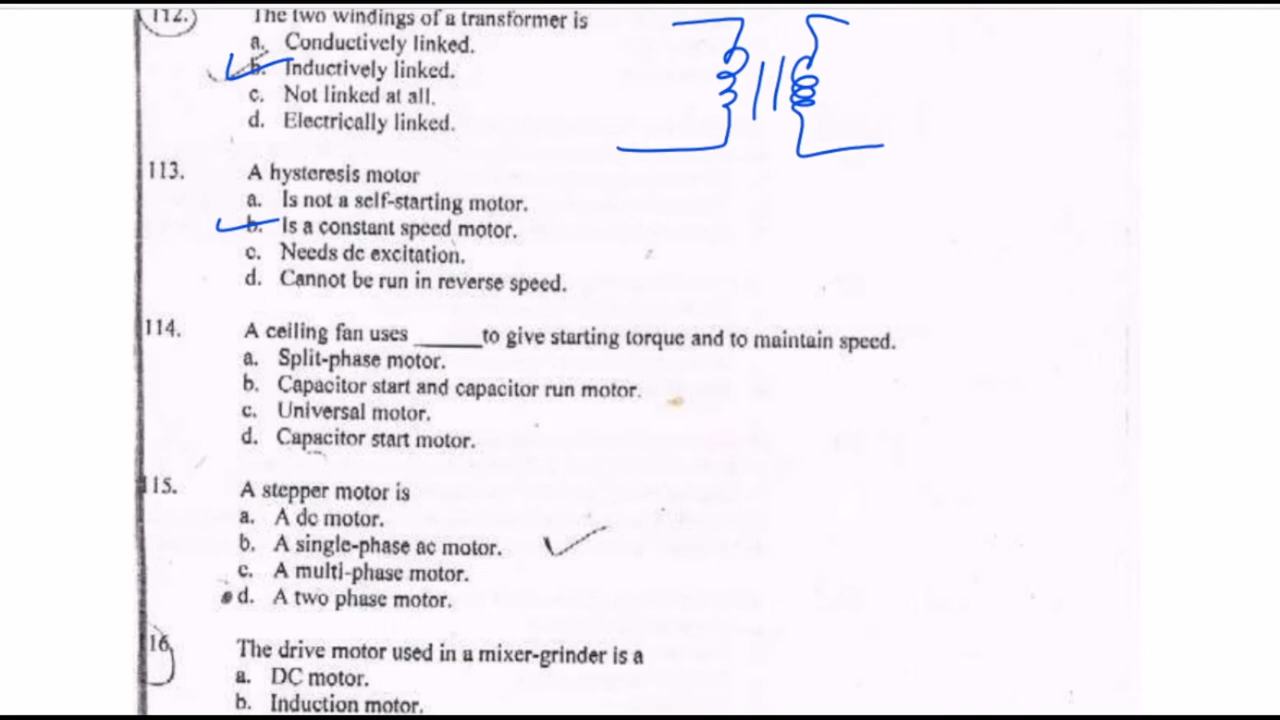 112. The two windings of a transformer is
a. Conductively linked.
b. Inductively linked.
c. Not linked at all.
d. Electrically linked.
113. A hysteresis motor
a. Is not a self-starting motor.
b. Is a constant speed motor.
c. Needs dc excitation.
d. Cannot be run in reverse speed.
114. A ceiling fan uses ______to give starting torque and to maintain speed.
a. Split-phase motor.
b. Capacitor start and capacitor run motor.
c. Universal motor.
d. Capacitor start motor.
115. A stepper motor is
a. A dc motor.
b. A single-phase ac motor.
c. A multi-phase motor.
d. A two phase motor.
16 The drive motor used in a mixer-grinder is a
a. DC motor.
b. Induction motor.